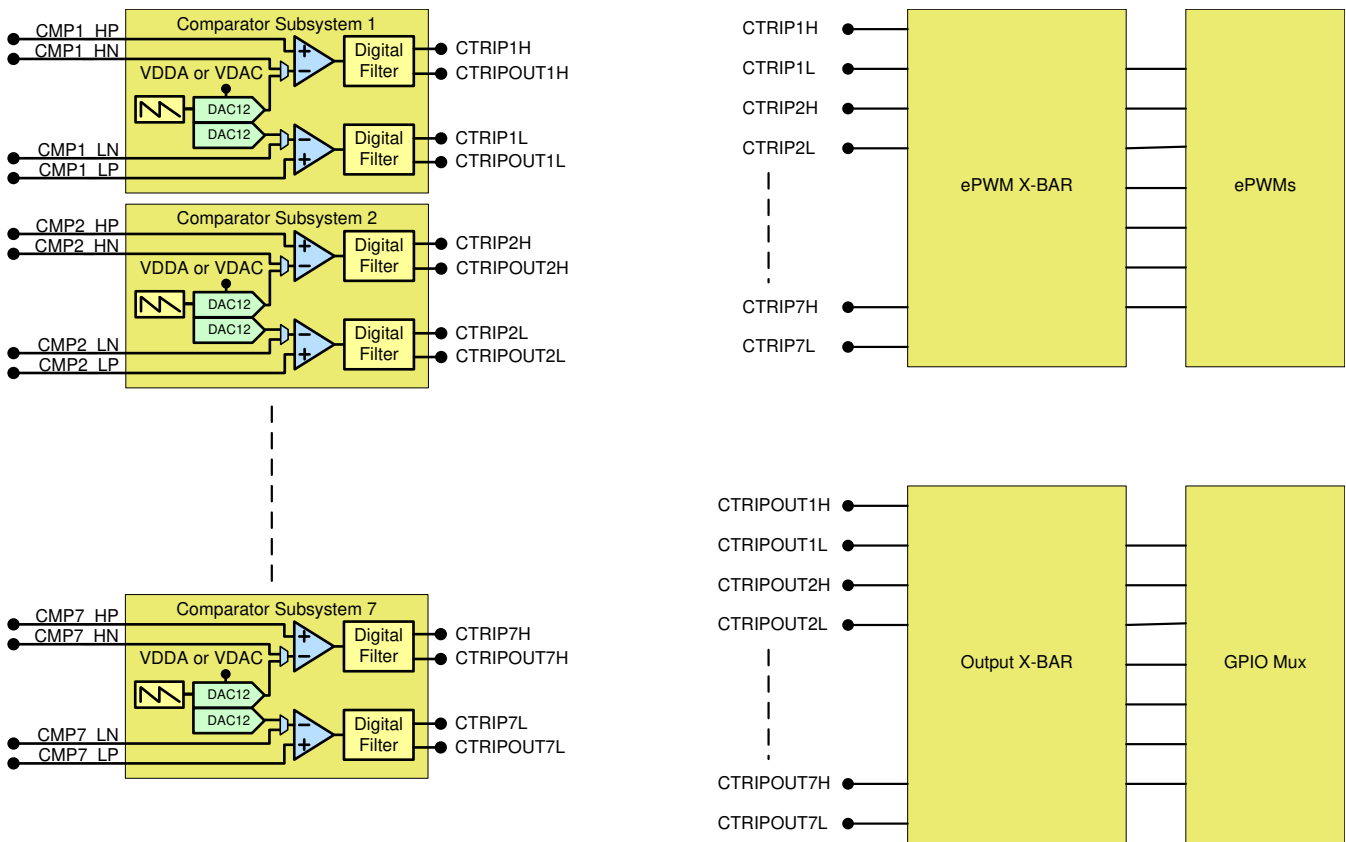 Comparator Subsystem 1
CMP1_HP
CMP1_HN
VDDA or VDAC
DAC12
DAC12
CMP1_LN
CMP1_LP
Digital
Filter
CTRIP1H
CTRIPOUT1H
Digital
Filter
CTRIP1L
CTRIPOUT1L
Comparator Subsystem 2
CMP2_HP
CMP2_HN
VDDA or VDAC
DAC12
DAC12
CMP2_LN
CMP2_LP
Digital
Filter
CTRIP2H
CTRIPOUT2H
Digital
Filter
CTRIP2L
CTRIPOUT2L
Comparator Subsystem 7
CMP7_HP
CMP7_HN
VDDA or VDAC
DAC12
DAC12
CMP7_LN
CMP7_LP
Digital
Filter
CTRIP7H
CTRIPOUT7H
Digital
Filter
CTRIP7L
CTRIPOUT7L
CTRIP1H
CTRIP1L
CTRIP2H
CTRIP2L
CTRIP7H
CTRIP7L
ePWM X-BAR
ePWMs
CTRIPOUT1H
CTRIPOUT1L
CTRIPOUT2H
CTRIPOUT2L
CTRIPOUT7H
CTRIPOUT7L
Output X-BAR
GPIO Mux